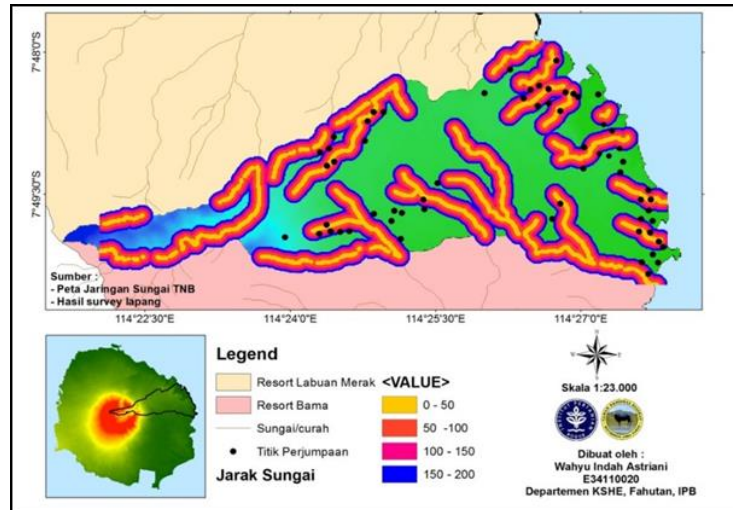 7°48'0"S
7°49'30"S
Sumber :
- Peta Jaringan Sungai TNB
- Hasil survey lapang
114°22'30"E
114°24'0"E
114°25'30"E
114°27'0"E
Legend
Resort Labuan Merak
Resort Bama
Sungai/curah
Titik Perjumpaan
Jarak Sungai
<VALUE>
0 - 50
50 -100
100 - 150
150 - 200
Skala 1:23.000
Dibuat oleh :
Wahyu Indah Astriani
E34110020
Departemen KSHE, Fahutan, IPB